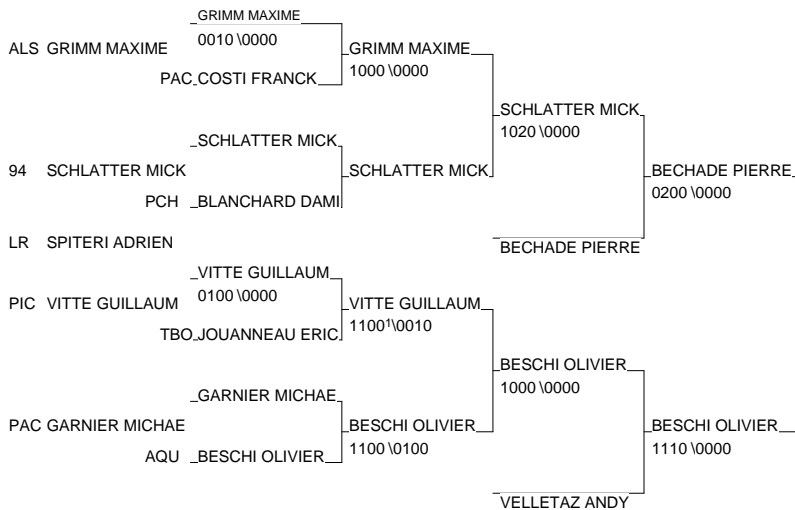 GRIMM MAXIME
0010 \0000
ALS GRIMM MAXIME
GRIMM MAXIME
PAC COSTI FRANCK
1000 \0000
SCHLATTER MICK
1020 \0000
SCHLATTER MICK
94 SCHLATTER MICK
SCHLATTER MICK
BECHADE PIERRE
0200 \0000
PCH BLANCHARD DAMI
LR SPITERI ADRIEN
BECHADE PIERRE
VITTE GUILLAUM
0100 \0000
PIC VITTE GUILLAUM
VITTE GUILLAUM
1100¹\0010
TBO JOUANNEAU ERIC
BESCHI OLIVIER
1000 \0000
GARNIER MICHAE
PAC GARNIER MICHAE
BESCHI OLIVIER
1100 \0100
BESCHI OLIVIER
1110 \0000
AQU BESCHI OLIVIER
VELLETAZ ANDY